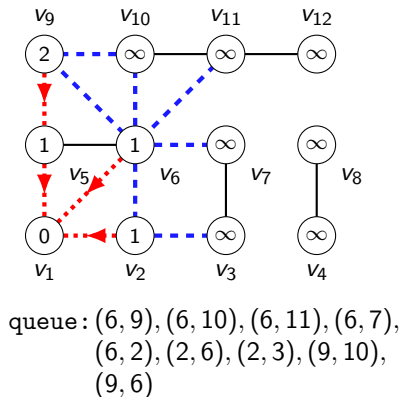 v₉ v₁₀ v₁₁ v₁₂
2 ∞ ∞ ∞
1 1 ∞ ∞
v₅ v₆ v₇ v₈
0 1 ∞ ∞
v₁ v₂ v₃ v₄
queue: (6, 9), (6, 10), (6, 11), (6, 7),
(6, 2), (2, 6), (2, 3), (9, 10),
(9, 6)